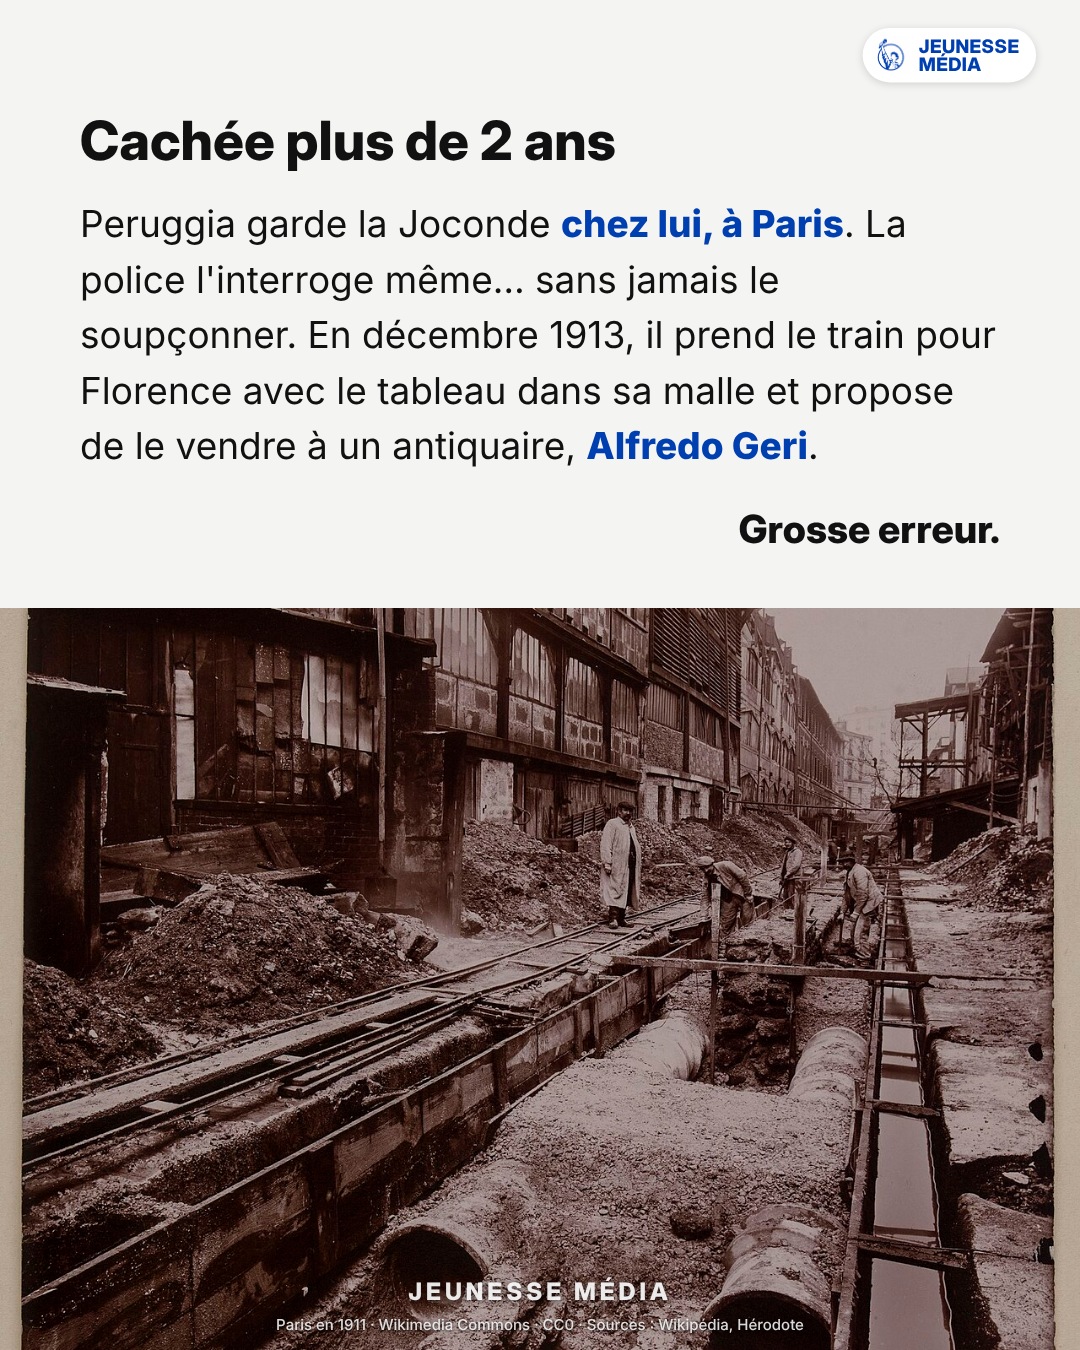 JEUNESSE
MÉDIA
Cachée plus de 2 ans
Peruggia garde la Joconde chez lui, à Paris. La
police l'interroge même... sans jamais le
soupçonner. En décembre 1913, il prend le train pour
Florence avec le tableau dans sa malle et propose
de le vendre à un antiquaire, Alfredo Geri.
Grosse erreur.
JEUNESSE MÉDIA
Paris en 1911 · Wikimedia Commons · CC0 · Sources : Wikipédia, Hérodote